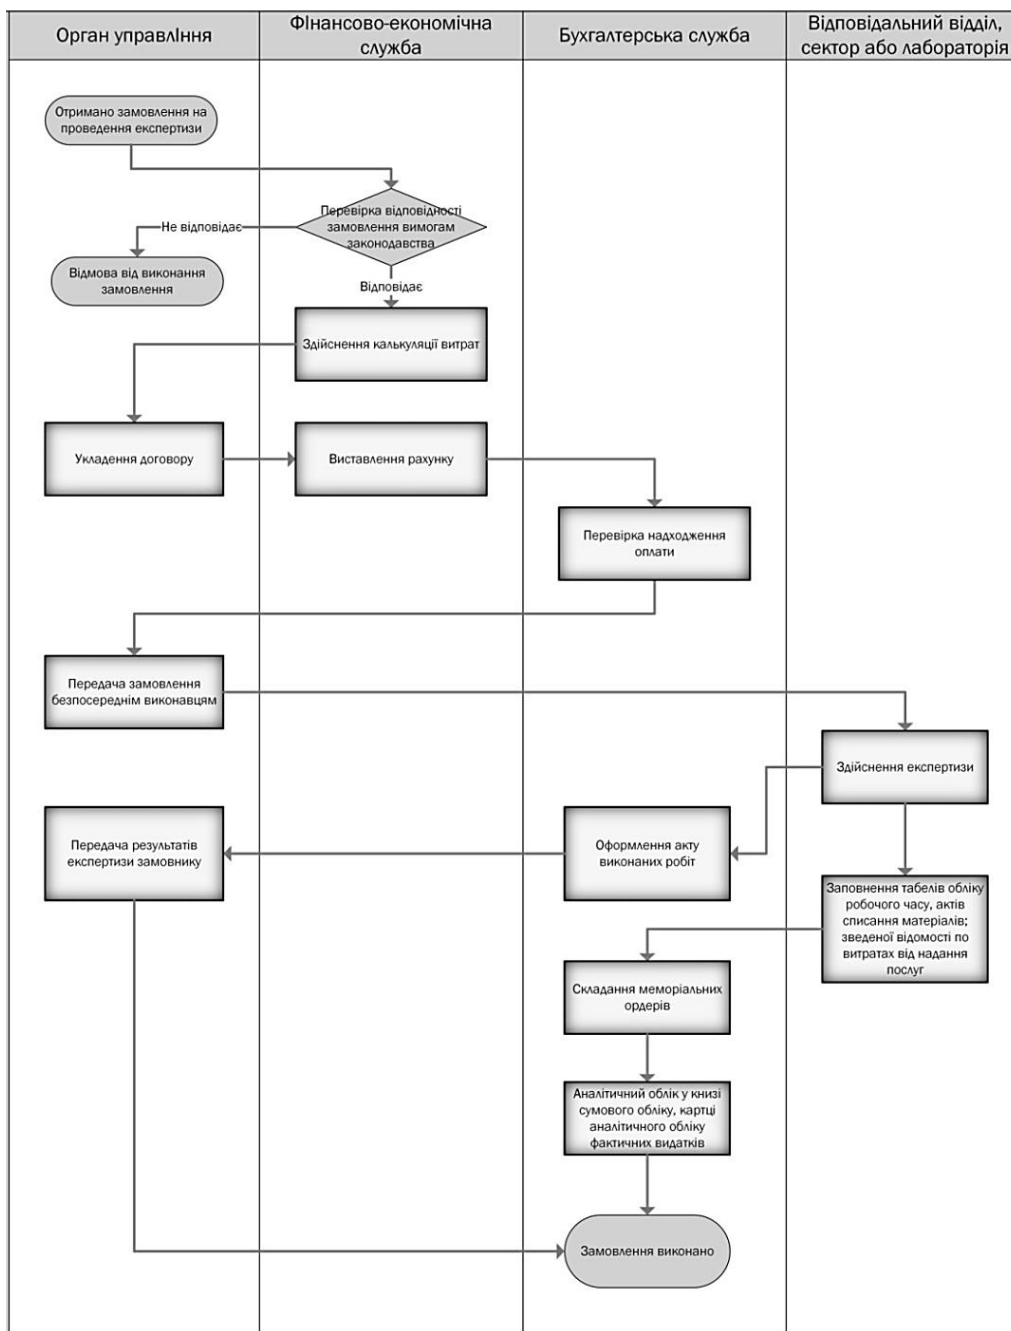 Орган управління
Фінансово-економічна
служба
Бухгалтерська служба
Відповідальний відділ,
сектор або лабораторія
Отримано замовлення на
проведення експертизи
Перевірка відповідності
замовлення вимогам
законодавства
Не відповідає
Відмова від виконання
замовлення
Відповідає
Здійснення калькуляції витрат
Укладення договору
Виставлення рахунку
Перевірка надходження
оплати
Передача замовлення
безпосереднім виконавцям
Здійснення експертизи
Передача результатів
експертизи замовнику
Оформлення акту
виконаних робіт
Заповнення табелів обліку
робочого часу, актів
списання матеріалів;
зведеної відомості по
витратах від надання
послуг
Складання меморіальних
ордерів
Аналітичний облік у книзі
сумового обліку, картці
аналітичного обліку
фактичних видатків
Замовлення виконано